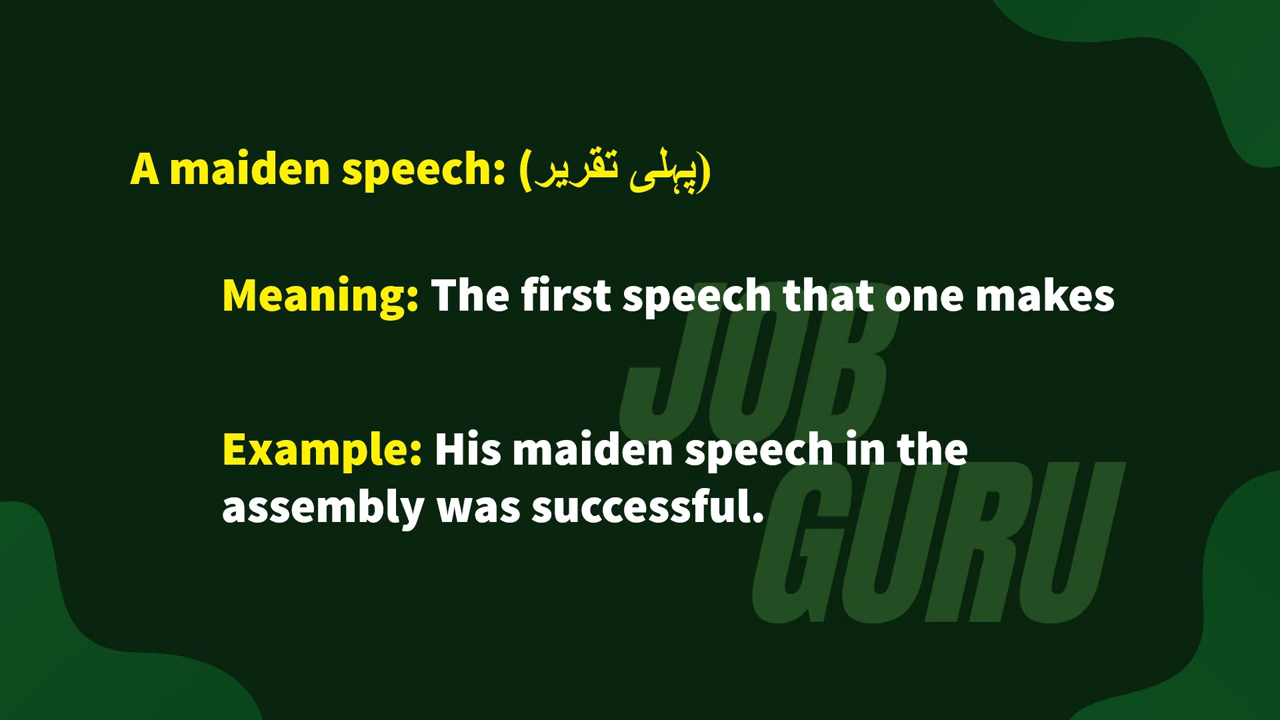 A maiden speech: (پہلی تقریر)
Meaning: The first speech that one makes
Example: His maiden speech in the
assembly was successful.
JOB
GURU